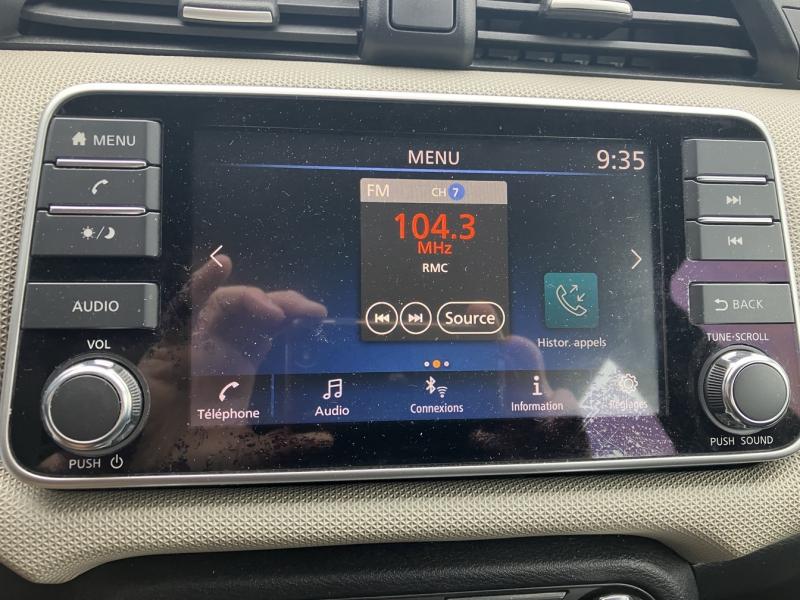 MENU
AUDIO
VOL
PUSH
MENU
9:35
FM CH 7
104.3
MHz
RMC
Source
Histor. appels
Téléphone
Audio
Connexions
Information
Réglages
BACK
TUNE·SCROLL
PUSH SOUND